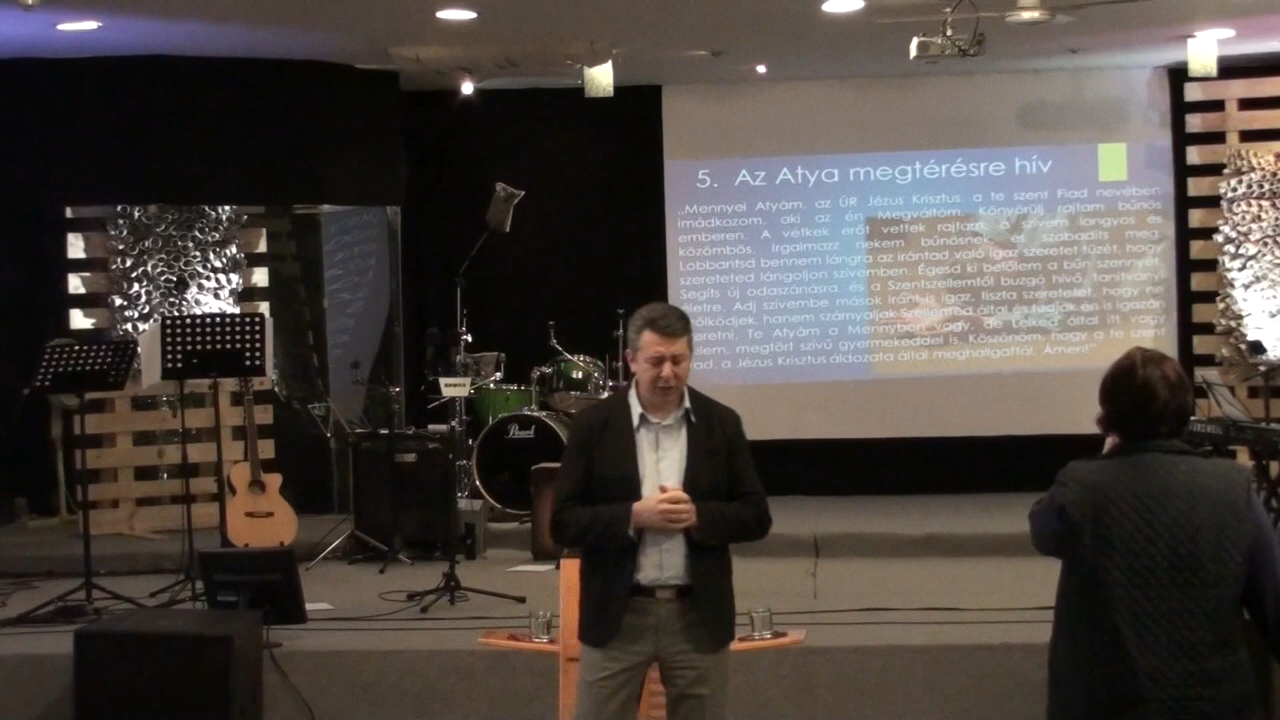 5. Az Atya megtérésre hív
„Mennyei Atyám, az ÚR Jézus Krisztus, a te szent Fiad nevében
imádkozom, aki az én Megváltóm. Könyörülj rajtam bűnös
emberen. A vétkek erőt vettek rajtam, a szívem langyos és
közömbös. Irgalmazz nekem bűnösnek, és szabadíts meg.
Lobbantsd bennem lángra az irántad való igaz szeretet tüzét, hogy
szereteted lángoljon szívemben. Égesd ki belőlem a bűn szennyét.
Segíts új odaszánásra, és a Szentszellemtől buzgó hívő, tanítványi
életre. Adj szívembe mások iránt is igaz, tiszta szeretetet, hogy ne
őlködjek, hanem szárnyaljak Szellemed által és tudjak én is igazán
eretni. Te Atyám a Mennyben vagy, de Lelked által itt vagy
elem, megtört szívű gyermekeddel is. Köszönöm, hogy a te szent
iad, a Jézus Krisztus áldozata által meghallgattál. Ámen!"
Pearl